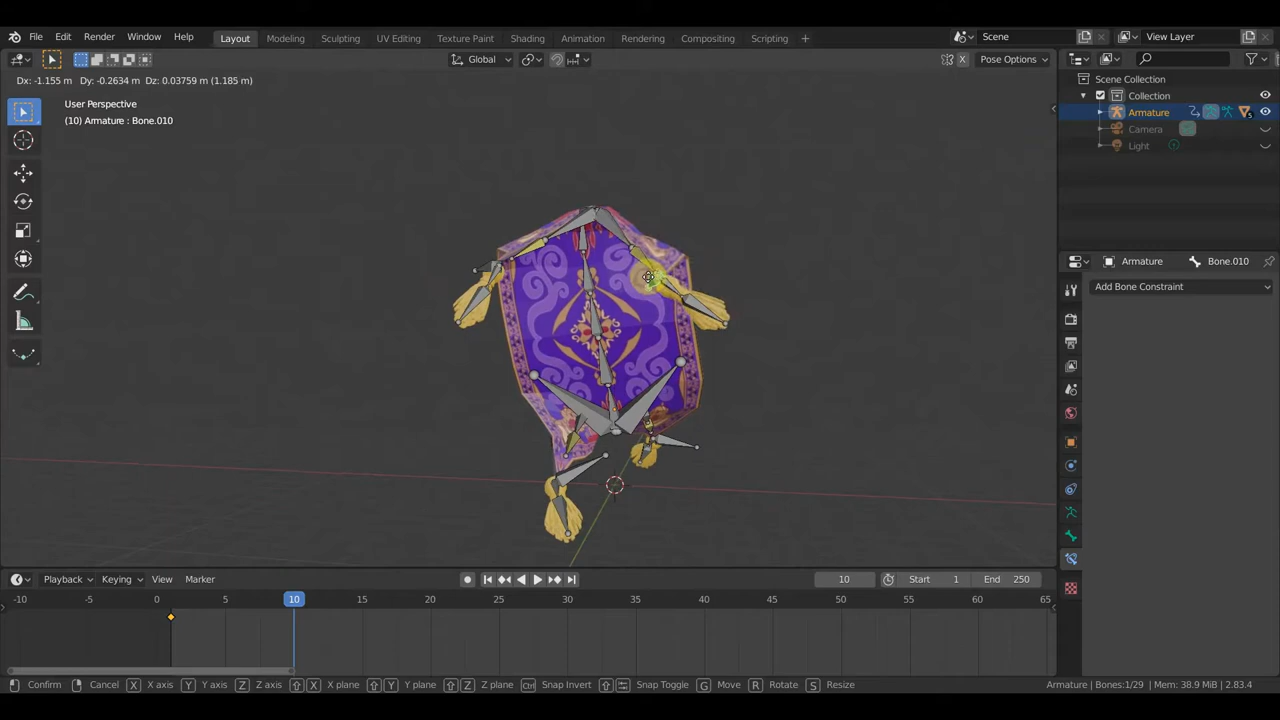 File Edit Render Window Help Layout Modeling Sculpting UV Editing Texture Paint Shading Animation Rendering Compositing Scripting + Scene View Layer
Global Pose Options
Dx: -1.155 m Dy: -0.2634 m Dz: 0.03759 m (1.185 m)
User Perspective
(10) Armature : Bone.010
Scene Collection
Collection
Armature
5
Camera
Light
Armature Bone.010
Add Bone Constraint
Playback Keying View Marker 10 Start 1 End 250
-10 -5 0 5 10 15 20 25 30 35 40 45 50 55 60 65
Confirm Cancel X X axis Y Y axis Z Z axis X X plane Y Y plane Z Z plane Ctrl Snap Invert Snap Toggle G Move R Rotate S Resize Armature | Bones:1/29 | Mem: 38.9 MiB | 2.83.4